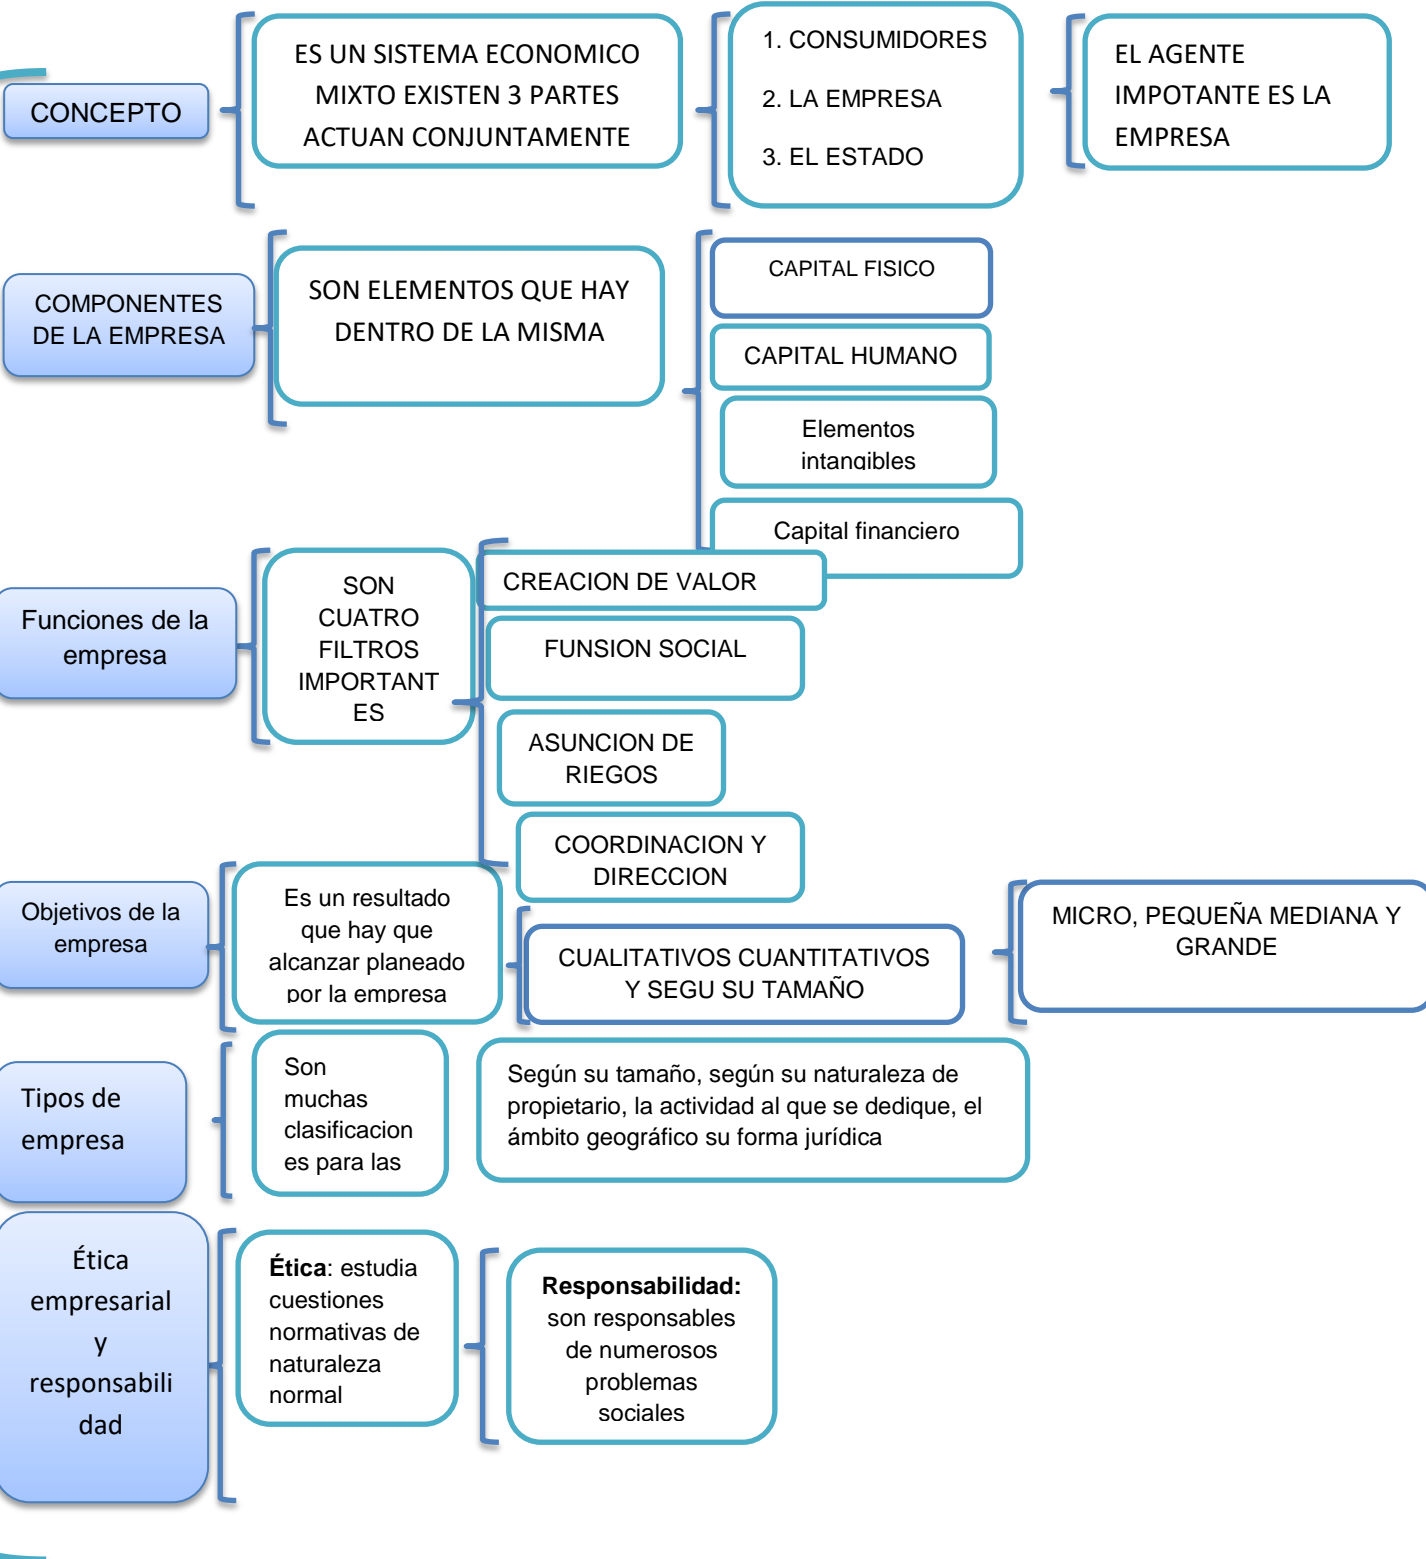 CONCEPTO
ES UN SISTEMA ECONOMICO
MIXTO EXISTEN 3 PARTES
ACTUAN CONJUNTAMENTE
1. CONSUMIDORES
2. LA EMPRESA
3. EL ESTADO
EL AGENTE
IMPOTANTE ES LA
EMPRESA
COMPONENTES
DE LA EMPRESA
SON ELEMENTOS QUE HAY
DENTRO DE LA MISMA
CAPITAL FISICO
CAPITAL HUMANO
Elementos
intangibles
Capital financiero
Funciones de la
empresa
SON
CUATRO
FILTROS
IMPORTANT
ES
CREACION DE VALOR
FUNSION SOCIAL
ASUNCION DE
RIEGOS
COORDINACION Y
DIRECCION
Objetivos de la
empresa
Es un resultado
que hay que
alcanzar planeado
por la empresa
CUALITATIVOS CUANTITATIVOS
Y SEGU SU TAMAÑO
MICRO, PEQUEÑA MEDIANA Y
GRANDE
Tipos de
empresa
Son
muchas
clasificacion
es para las
Según su tamaño, según su naturaleza de
propietario, la actividad al que se dedique, el
ámbito geográfico su forma jurídica
Ética
empresarial
y
responsabili
dad
Ética: estudia
cuestiones
normativas de
naturaleza
normal
Responsabilidad:
son responsables
de numerosos
problemas
sociales